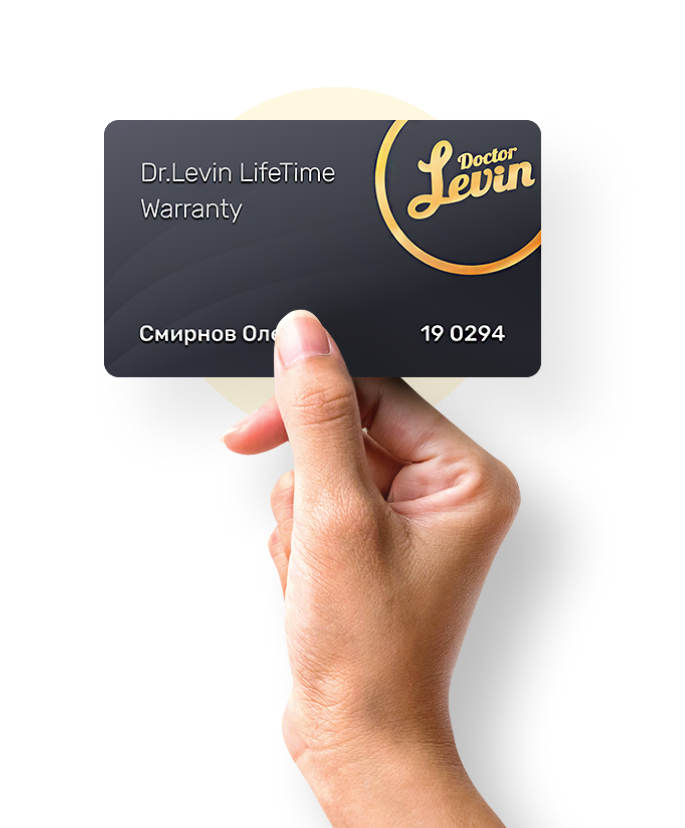 Dr.Levin LifeTime
Warranty
Doctor
Levin
Смирнов 19 0294